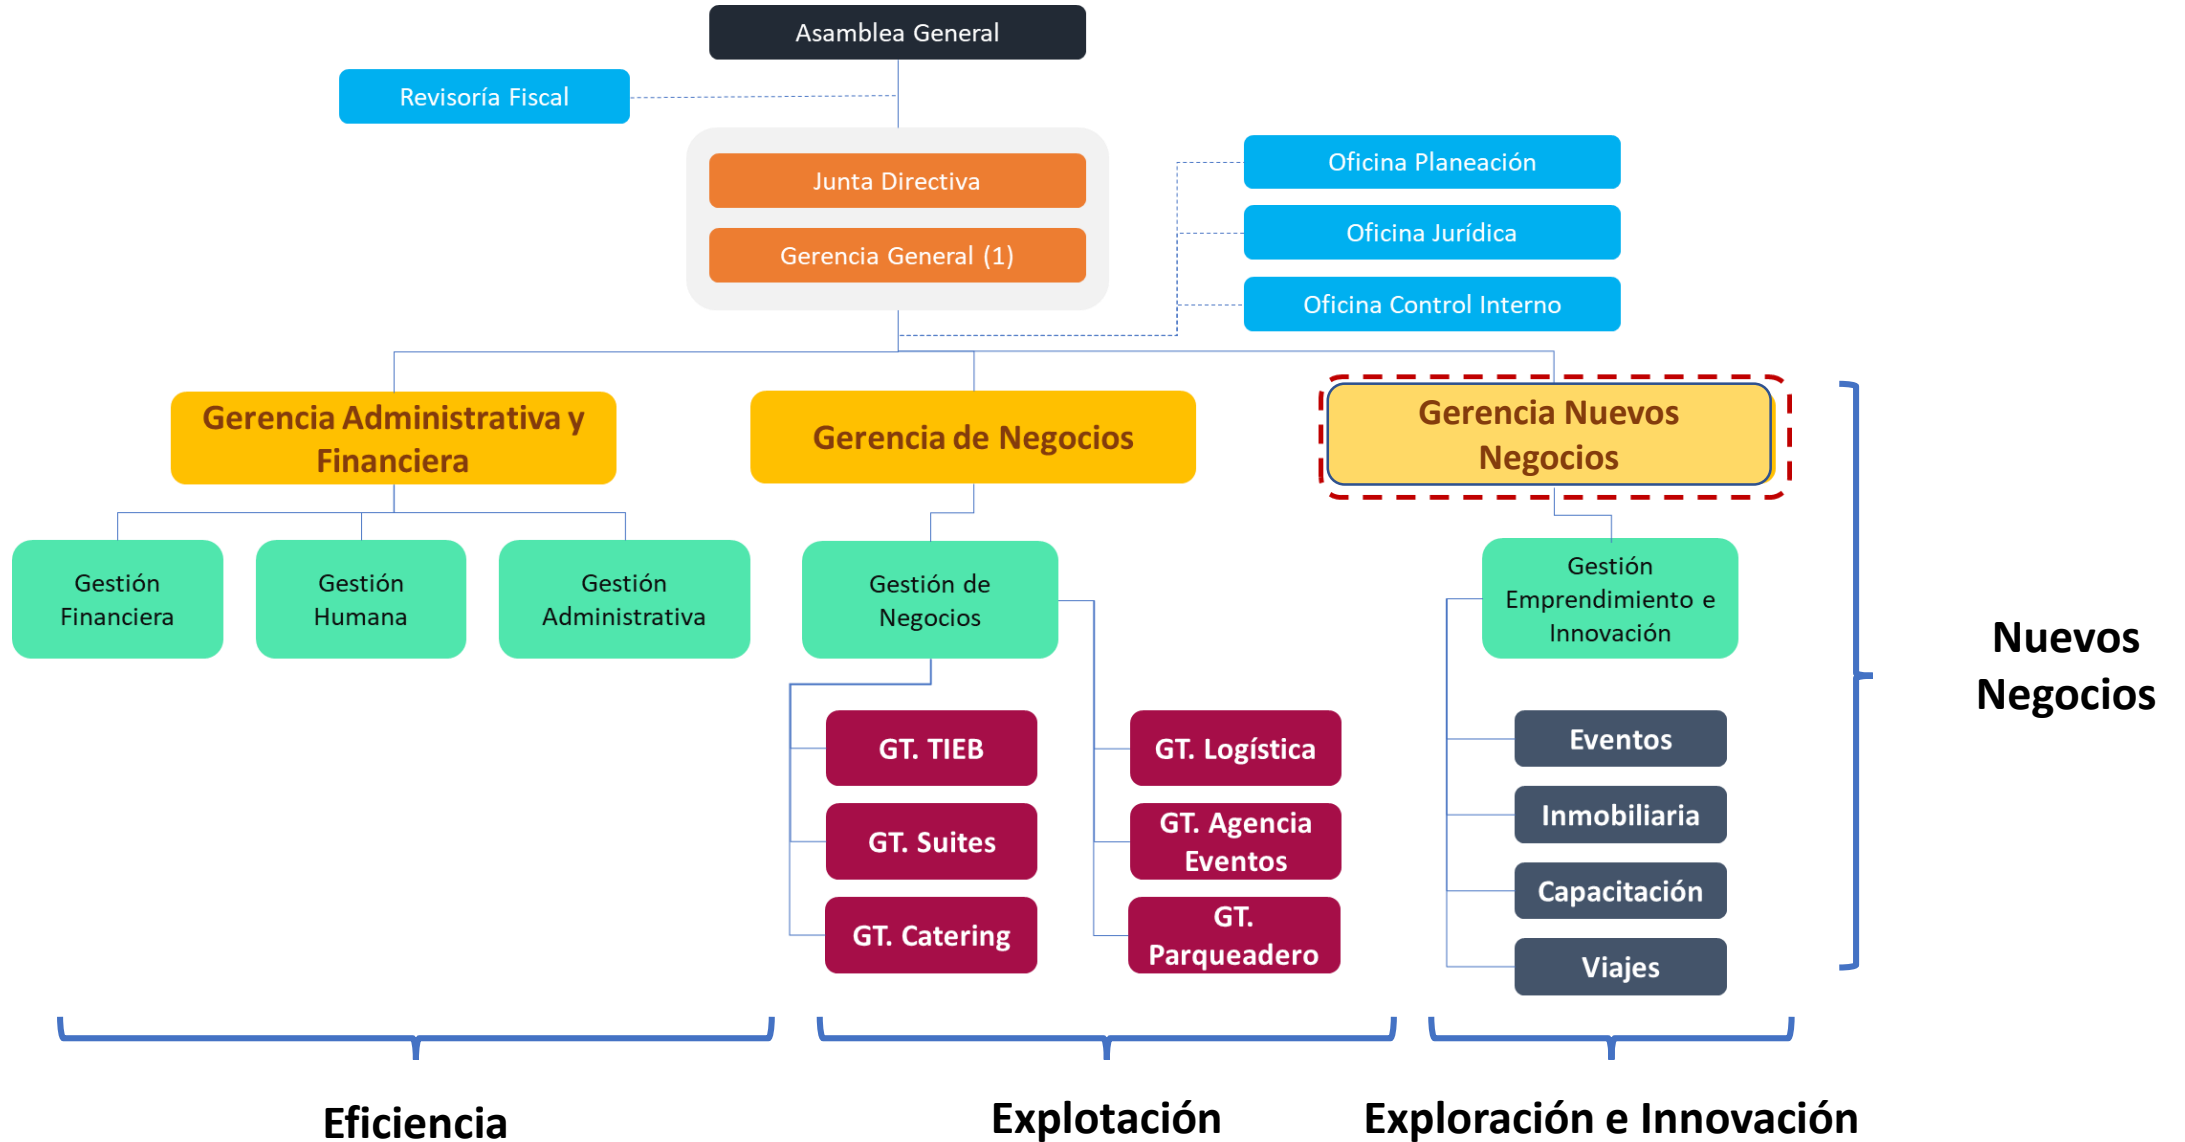 Asamblea General
Revisoría Fiscal
Junta Directiva
Gerencia General (1)
Oficina Planeación
Oficina Jurídica
Oficina Control Interno
Gerencia Administrativa y
Financiera
Gerencia de Negocios
Gerencia Nuevos
Negocios
Gestión
Financiera
Gestión
Humana
Gestión
Administrativa
Gestión de
Negocios
Gestión
Emprendimiento e
Innovación
GT. TIEB
GT. Suites
GT. Catering
GT. Logística
GT. Agencia
Eventos
GT.
Parqueadero
Eventos
Inmobiliaria
Capacitación
Viajes
Nuevos
Negocios
Eficiencia
Explotación
Exploración e Innovación